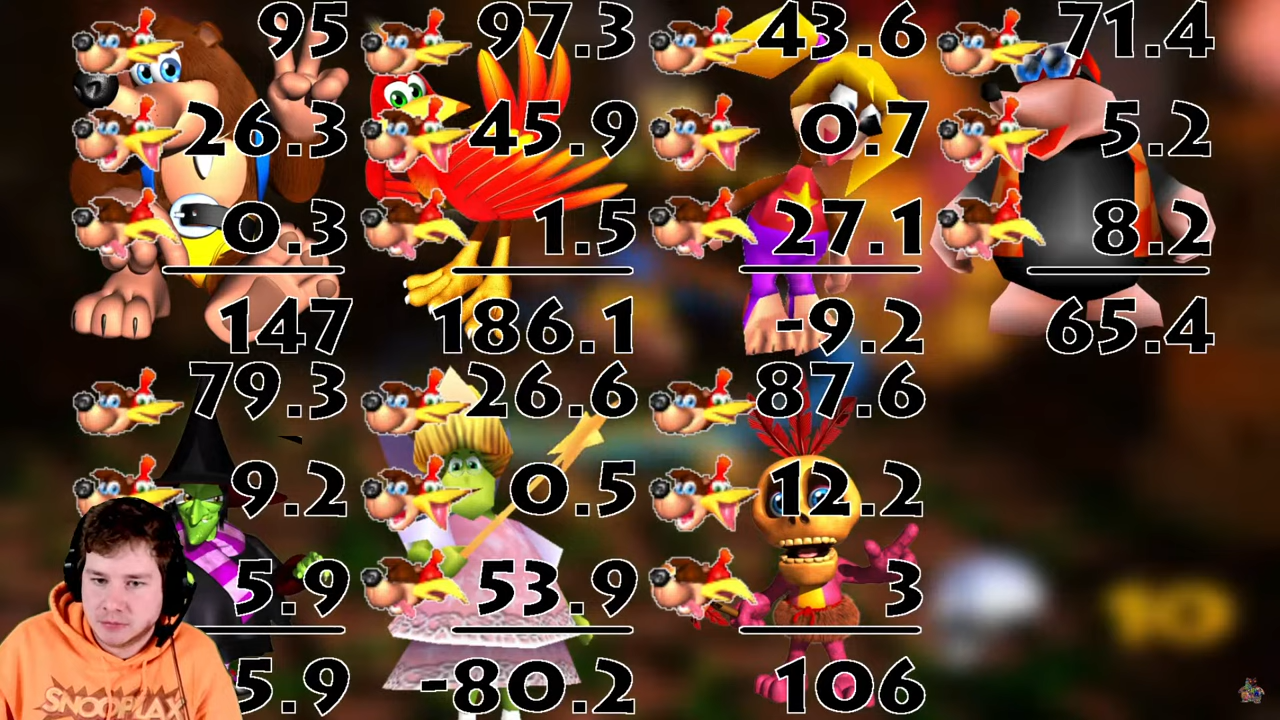 95 97.3 43.6 71.4
26.3 45.9 0.7 5.2
0.3 1.5 27.1 8.2
147 186.1 -9.2 65.4
79.3 26.6 87.6
9.2 0.5 12.2
5.9 53.9 3
5.9 -80.2 106
SNOOPLAX
10